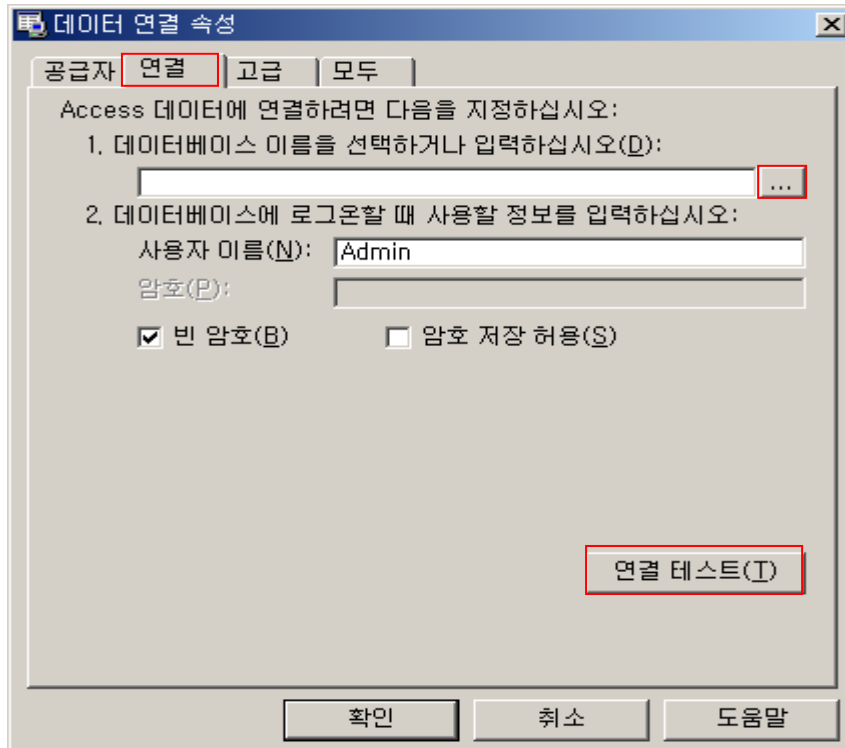 데이터 연결 속성
공급자 연결 고급 모두
Access 데이터에 연결하려면 다음을 지정하십시오:
1. 데이터베이스 이름을 선택하거나 입력하십시오(D):
...
2. 데이터베이스에 로그온할 때 사용할 정보를 입력하십시오:
사용자 이름(N): Admin
암호(P):
빈 암호(B) 암호 저장 허용(S)
연결 테스트(T)
확인 취소 도움말